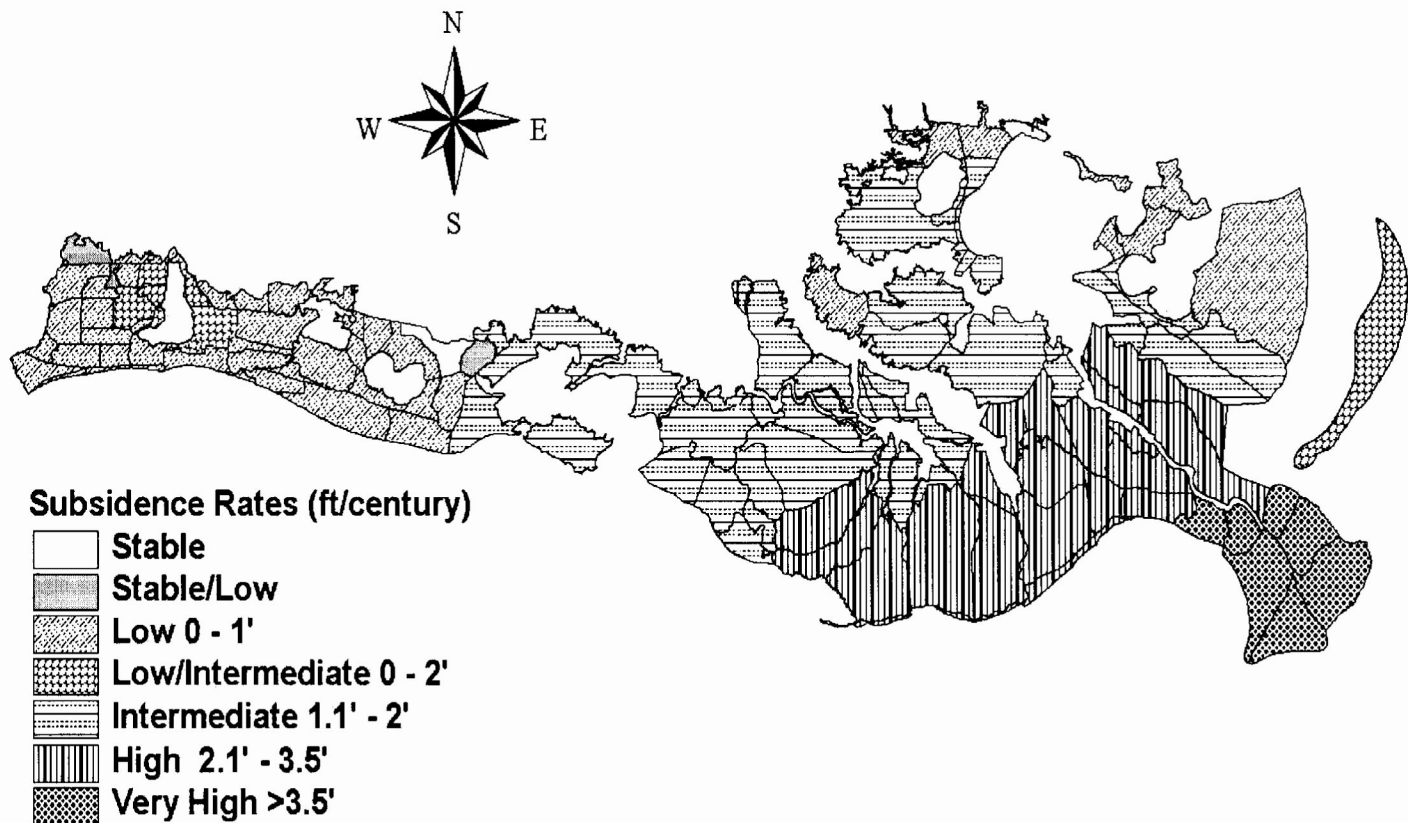 N
W E
S
Subsidence Rates (ft/century)
Stable
Stable/Low
Low 0 - 1'
Low/Intermediate 0 - 2'
Intermediate 1.1' - 2'
High 2.1' - 3.5'
Very High >3.5'